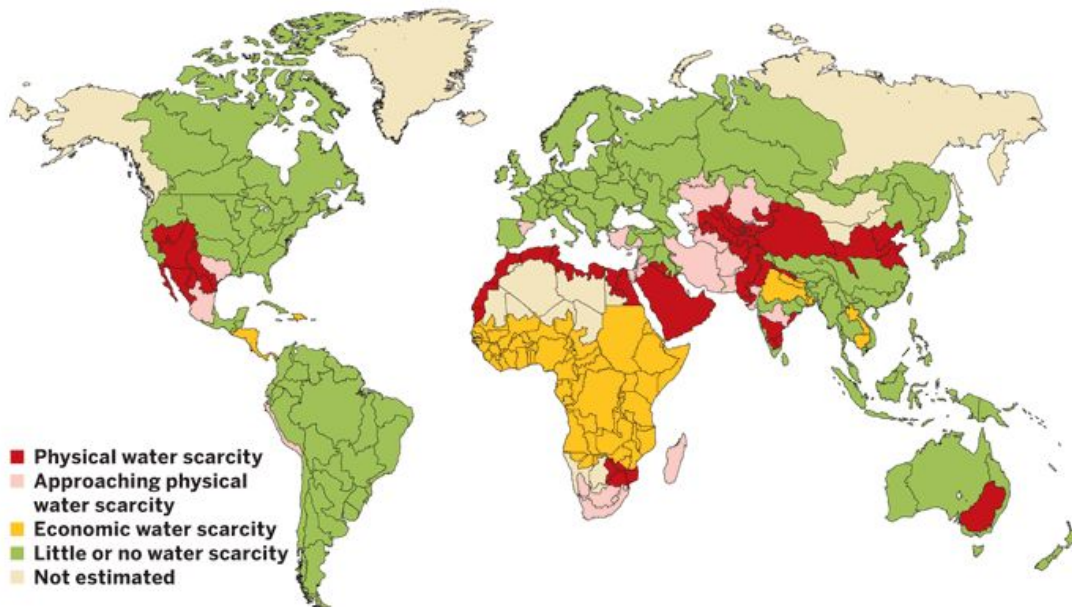 Physical water scarcity
Approaching physical
water scarcity
Economic water scarcity
Little or no water scarcity
Not estimated